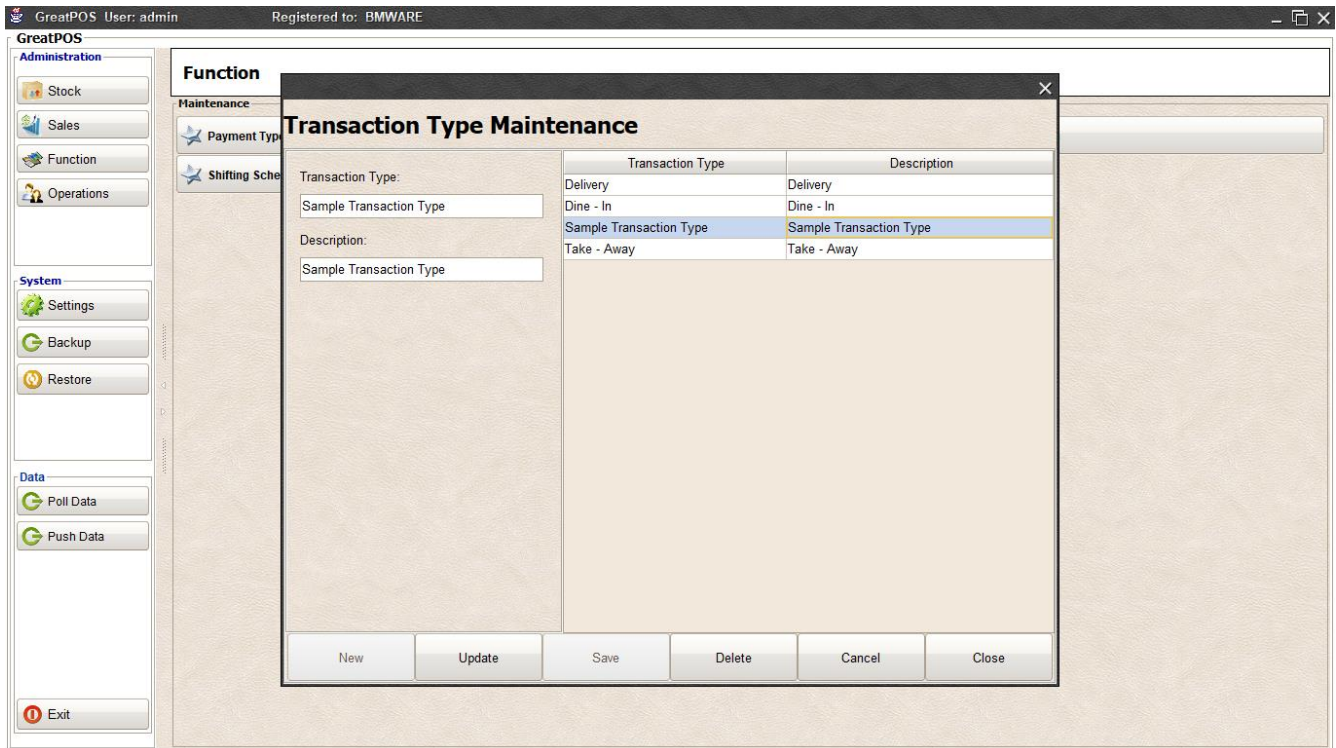 GreatPOS User: admin Registered to: BMWARE
GreatPOS
Administration
Stock
Sales
Function
Operations
System
Settings
Backup
Restore
Data
Poll Data
Push Data
Exit
Function
Maintenance
Payment Typ
Shifting Sche
Transaction Type Maintenance
Transaction Type:
Sample Transaction Type
Description:
Sample Transaction Type
Transaction Type Description
Delivery Delivery
Dine - In Dine - In
Sample Transaction Type Sample Transaction Type
Take - Away Take - Away
New Update Save Delete Cancel Close